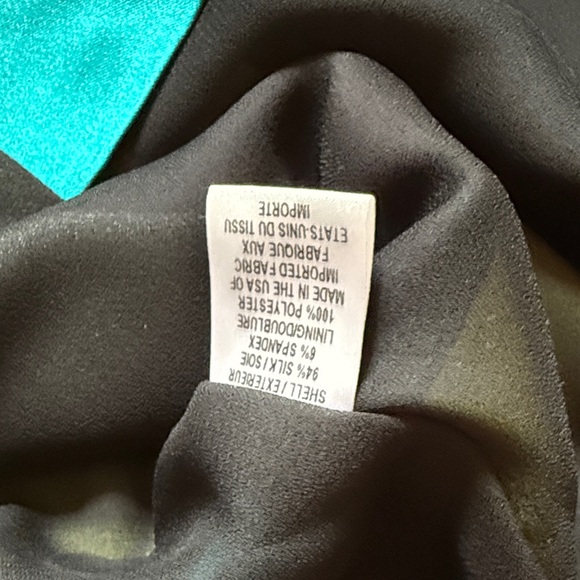 SHELL/EXTERIEUR
94% SILK/SOIE
6% SPANDEX
LINING/DOUBLURE
100% POLYESTER
MADE IN THE USA OF
IMPORTED FABRIC
FABRIQUE AUX
ETATS-UNIS DU TISSU
IMPORTE